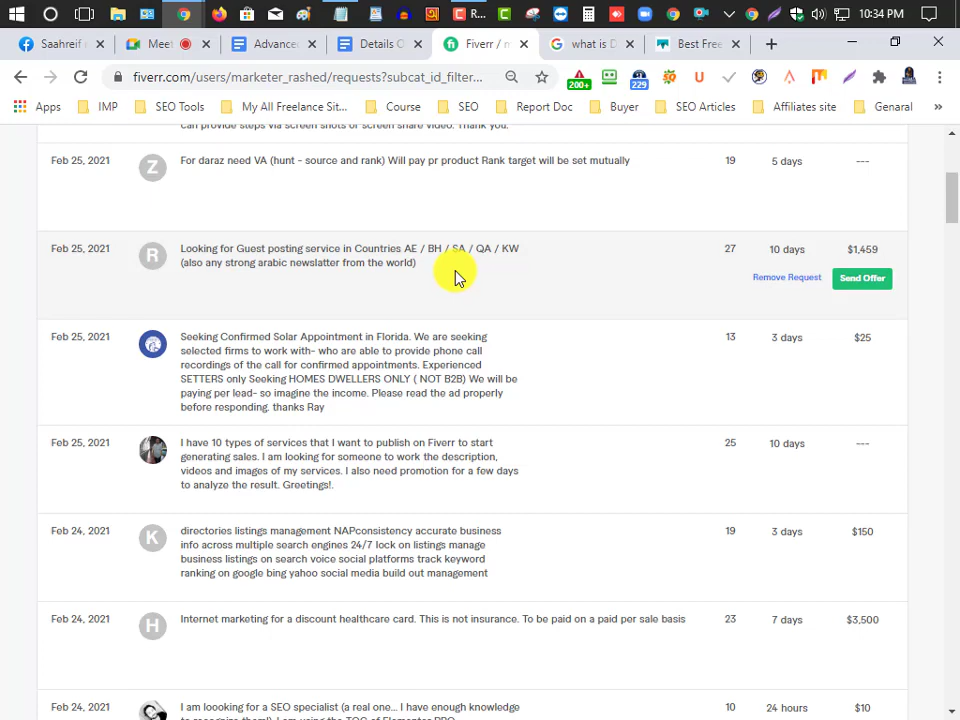 R...
10:34 PM
Saahreif
Meet
Advance
Details O
Fiverr / m
what is D
Best Free
fiverr.com/users/marketer_rashed/requests?subcat_id_filter...
200+
229
Apps
IMP
SEO Tools
My All Freelance Sit...
Course
SEO
Report Doc
Buyer
SEO Articles
Affiliates site
Genaral
»
can provide steps via screen shots or screen share video. Thank you.
Feb 25, 2021
Z
For daraz need VA (hunt - source and rank) Will pay pr product Rank target will be set mutually
19
5 days
---
Feb 25, 2021
R
Looking for Guest posting service in Countries AE / BH / SA / QA / KW
(also any strong arabic newslatter from the world)
27
10 days
$1,459
Remove Request
Send Offer
Feb 25, 2021
Seeking Confirmed Solar Appointment in Florida. We are seeking
selected firms to work with- who are able to provide phone call
recordings of the call for confirmed appointments. Experienced
SETTERS only Seeking HOMES DWELLERS ONLY ( NOT B2B) We will be
paying per lead- so imagine the income. Please read the ad properly
before responding. thanks Ray
13
3 days
$25
Feb 25, 2021
I have 10 types of services that I want to publish on Fiverr to start
generating sales. I am looking for someone to work the description,
videos and images of my services. I also need promotion for a few days
to analyze the result. Greetings!.
25
10 days
---
Feb 24, 2021
K
directories listings management NAPconsistency accurate business
info across multiple search engines 24/7 lock on listings manage
business listings on search voice social platforms track keyword
ranking on google bing yahoo social media build out management
19
3 days
$150
Feb 24, 2021
H
Internet marketing for a discount healthcare card. This is not insurance. To be paid on a paid per sale basis
23
7 days
$3,500
Feb 24, 2021
I am loooking for a SEO specialist (a real one... I have enough knowledge
to recognize them!). I am using the TOC of Elementor PRO
10
24 hours
$10